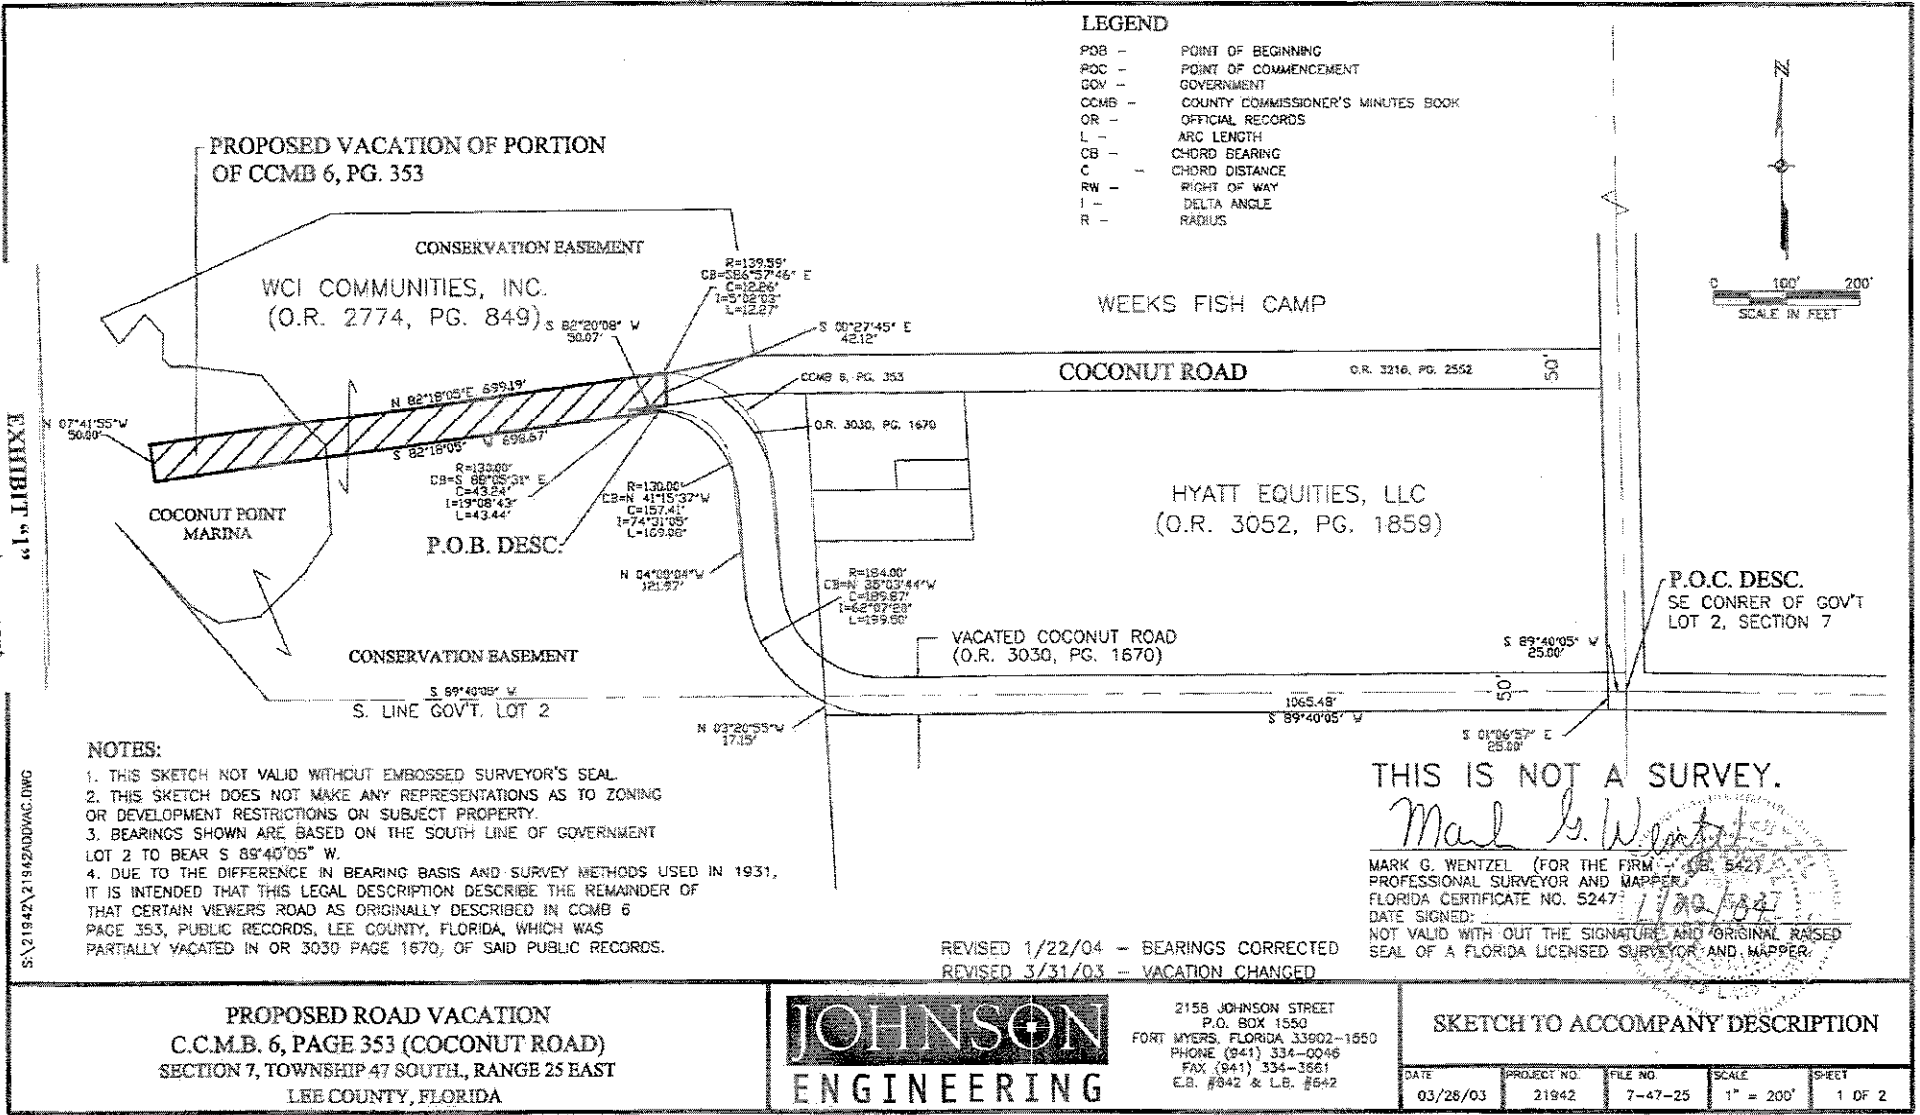 LEGEND
POB - POINT OF BEGINNING
POC - POINT OF COMMENCEMENT
GOV - GOVERNMENT
CCMB - COUNTY COMMISSIONER'S MINUTES BOOK
OR - OFFICIAL RECORDS
L - ARC LENGTH
CB - CHORD BEARING
C - CHORD DISTANCE
RW - RIGHT OF WAY
I - DELTA ANGLE
R - RADIUS
N
0 100' 200'
SCALE IN FEET
PROPOSED VACATION OF PORTION
OF CCMB 6, PG. 353
CONSERVATION EASEMENT
WCI COMMUNITIES, INC.
(O.R. 2774, PG. 849)
S 82°20'08" W
50.07'
R=139.59'
CB=S86°57'46" E
C=12.26'
I=5°02'03"
L=12.27'
S 00°27'45" E
42.12'
WEEKS FISH CAMP
CCMB 6, PG. 353
COCONUT ROAD
O.R. 3216, PG. 2552
50'
O.R. 3030, PG. 1670
N 82°18'05"E 699.19'
N 07°41'55"W
50.00'
S 82°18'05" W 698.67'
EXHIBIT "1"
R=130.00'
CB=S 88°05'31" E
C=43.24'
I=19°08'43"
L=43.44'
R=130.00'
CB=N 41°15'37"W
C=157.41'
I=74°31'05"
L=169.08'
COCONUT POINT
MARINA
P.O.B. DESC.
HYATT EQUITIES, LLC
(O.R. 3052, PG. 1859)
N 04°00'04"W
121.97'
R=184.00'
CB=N 35°03'44"W
C=189.87'
I=62°07'20"
L=199.50'
P.O.C. DESC.
SE CONRER OF GOV'T
LOT 2, SECTION 7
VACATED COCONUT ROAD
(O.R. 3030, PG. 1670)
S 89°40'05" W
25.00'
CONSERVATION EASEMENT
S 89°40'05" W
S. LINE GOV'T. LOT 2
50'
1065.48'
S 89°40'05" W
N 03°20'55"W
17.15'
S 01°06'57" E
25.00'
NOTES:
1. THIS SKETCH NOT VALID WITHOUT EMBOSSED SURVEYOR'S SEAL.
2. THIS SKETCH DOES NOT MAKE ANY REPRESENTATIONS AS TO ZONING
OR DEVELOPMENT RESTRICTIONS ON SUBJECT PROPERTY.
3. BEARINGS SHOWN ARE BASED ON THE SOUTH LINE OF GOVERNMENT
LOT 2 TO BEAR S 89°40'05" W.
4. DUE TO THE DIFFERENCE IN BEARING BASIS AND SURVEY METHODS USED IN 1931,
IT IS INTENDED THAT THIS LEGAL DESCRIPTION DESCRIBE THE REMAINDER OF
THAT CERTAIN VIEWERS ROAD AS ORIGINALLY DESCRIBED IN CCMB 6
PAGE 353, PUBLIC RECORDS, LEE COUNTY, FLORIDA, WHICH WAS
PARTIALLY VACATED IN OR 3030 PAGE 1670, OF SAID PUBLIC RECORDS.
S:\21942\21942ADDVAC.DWG
THIS IS NOT A SURVEY.
Mark G. Wentzel
MARK G. WENTZEL (FOR THE FIRM - L.B. 642)
PROFESSIONAL SURVEYOR AND MAPPER
FLORIDA CERTIFICATE NO. 5247
DATE SIGNED:
NOT VALID WITH OUT THE SIGNATURE AND ORIGINAL RAISED
SEAL OF A FLORIDA LICENSED SURVEYOR AND MAPPER.
REVISED 1/22/04 - BEARINGS CORRECTED
REVISED 3/31/03 - VACATION CHANGED
PROPOSED ROAD VACATION
C.C.M.B. 6, PAGE 353 (COCONUT ROAD)
SECTION 7, TOWNSHIP 47 SOUTH., RANGE 25 EAST
LEE COUNTY, FLORIDA
JOHNSON
ENGINEERING
2158 JOHNSON STREET
P.O. BOX 1550
FORT MYERS, FLORIDA 33902-1550
PHONE (941) 334-0046
FAX (941) 334-3661
E.B. #642 & L.B. #642
SKETCH TO ACCOMPANY DESCRIPTION
DATE PROJECT NO. FILE NO. SCALE SHEET
03/28/03 21942 7-47-25 1" = 200' 1 OF 2